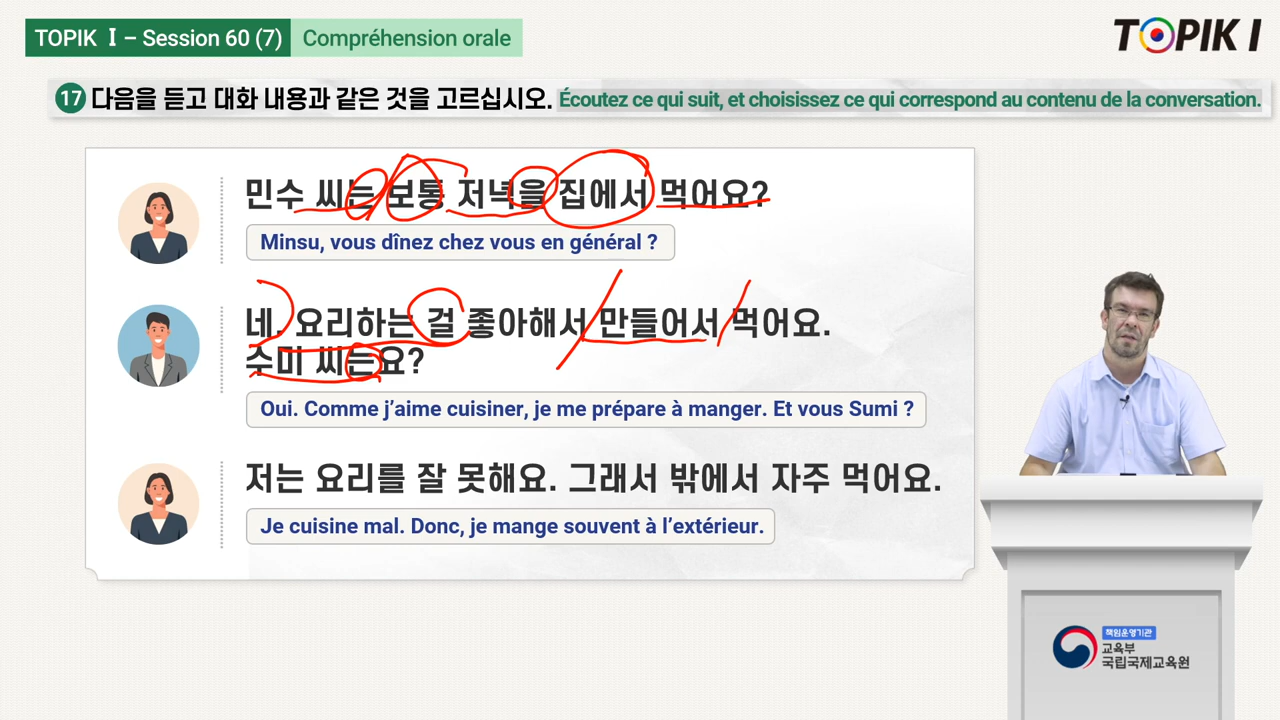 TOPIK Ⅰ – Session 60 (7) Compréhension orale
TOPIK I
17 다음을 듣고 대화 내용과 같은 것을 고르십시오. Écoutez ce qui suit, et choisissez ce qui correspond au contenu de la conversation.
민수 씨는 보통 저녁을 집에서 먹어요?
Minsu, vous dînez chez vous en général ?
네. 요리하는 걸 좋아해서 만들어서 먹어요.
수미 씨는요?
Oui. Comme j’aime cuisiner, je me prépare à manger. Et vous Sumi ?
저는 요리를 잘 못해요. 그래서 밖에서 자주 먹어요.
Je cuisine mal. Donc, je mange souvent à l’extérieur.
책임운영기관
교육부
국립국제교육원